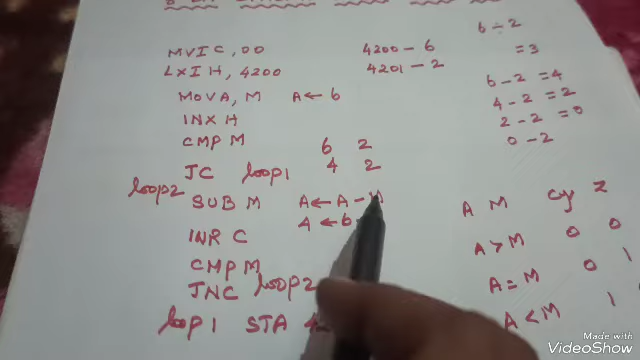 6 ÷ 2
= 3
MVI C, 00 4200 - 6
LXI H, 4200 4201 - 2
MOV A, M A ← 6
INX H
CMP M 6 2
JC loop1 4 2
6 - 2 = 4
4 - 2 = 2
2 - 2 = 0
0 - 2
loop2 SUB M A ← A - M
4 ← 6
INR C
CMP M
JNC loop2
loop1 STA 4
A M CY Z
A > M 0 0
A = M 0 1
A < M 1
Made with
VideoShow